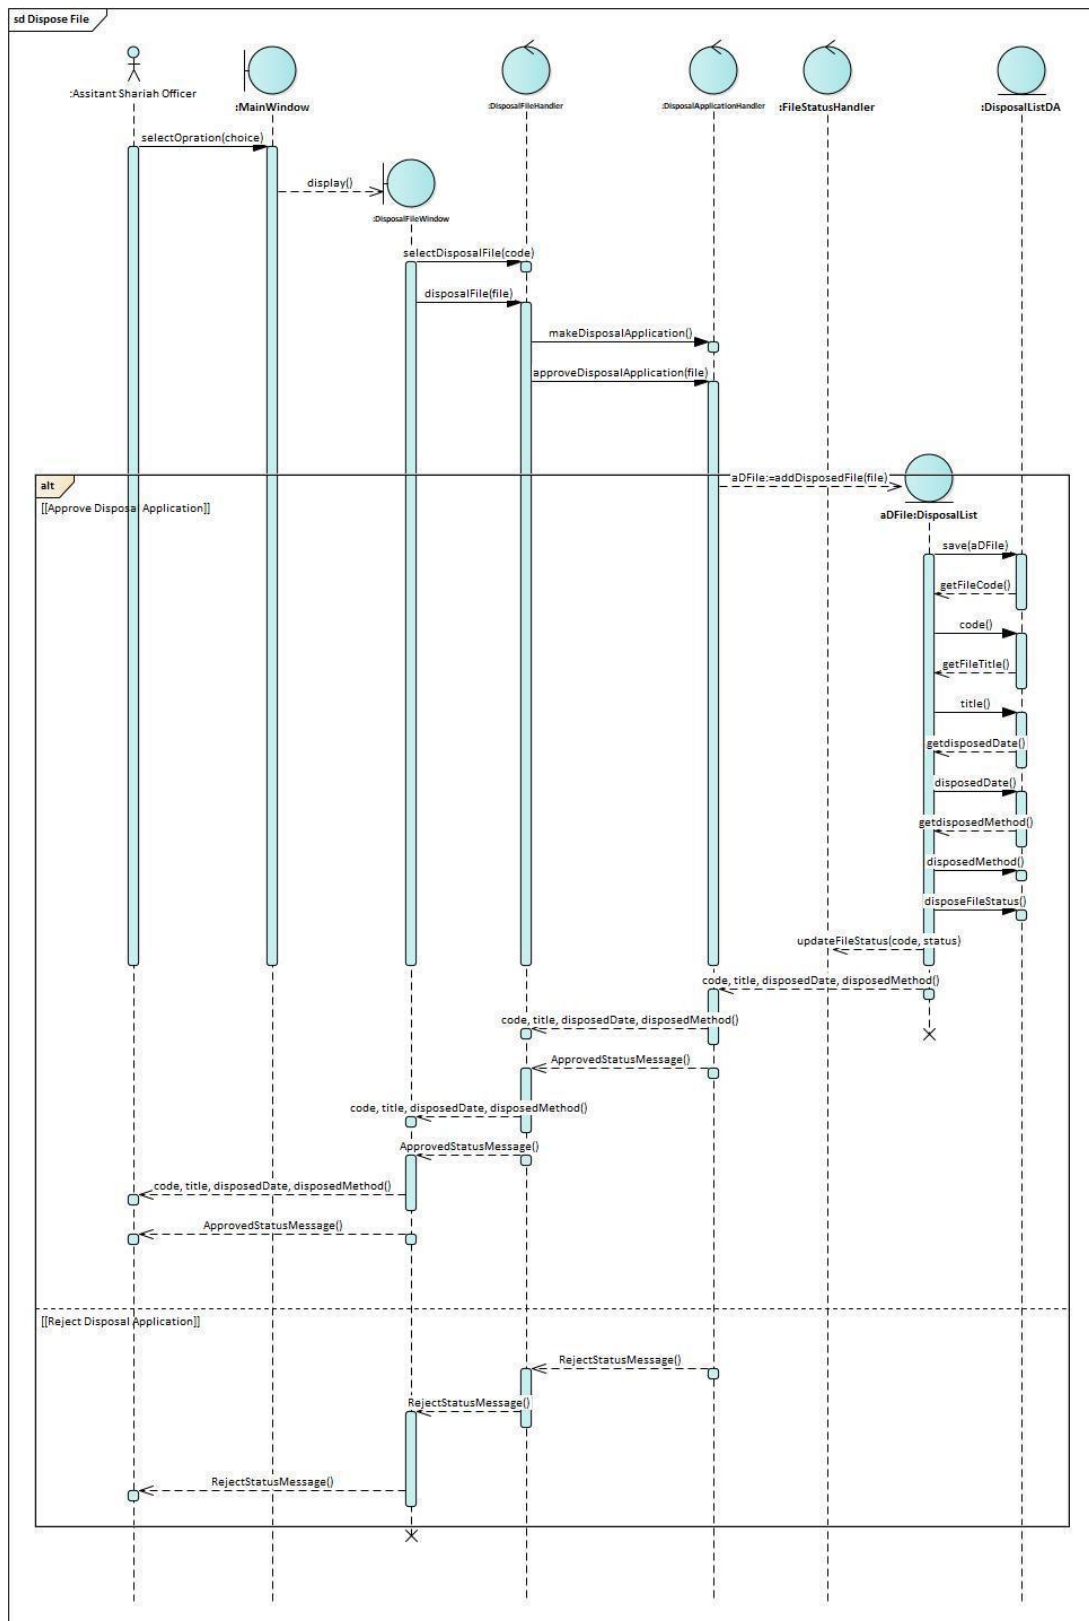 sd Dispose File
:Assitant Shariah Officer
:MainWindow
:DisposalFileHandler
:DisposalApplicationHandler
:FileStatusHandler
:DisposalListDA
selectOpration(choice)
display()
:DisposalFileWindow
selectDisposalFile(code)
disposalFile(file)
makeDisposalApplication()
approveDisposalApplication(file)
alt
aDFile:=addDisposedFile(file)
[[Approve Disposal Application]]
aDFile:DisposalList
save(aDFile)
getFileCode()
code()
getFileTitle()
title()
getdisposedDate()
disposedDate()
getdisposedMethod()
disposedMethod()
disposeFileStatus()
updateFileStatus(code, status)
code, title, disposedDate, disposedMethod()
code, title, disposedDate, disposedMethod()
ApprovedStatusMessage()
code, title, disposedDate, disposedMethod()
ApprovedStatusMessage()
code, title, disposedDate, disposedMethod()
ApprovedStatusMessage()
[[Reject Disposal Application]]
RejectStatusMessage()
RejectStatusMessage()
RejectStatusMessage()